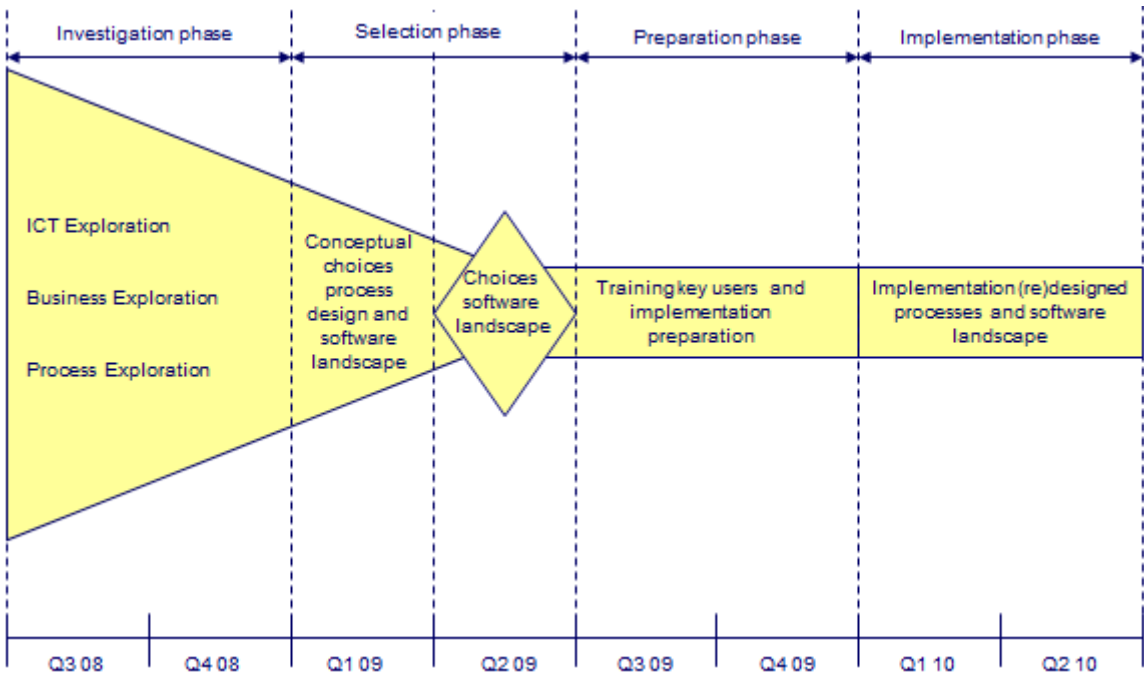 Investigation phase
Selection phase
Preparation phase
Implementation phase
ICT Exploration
Business Exploration
Process Exploration
Conceptual
choices
process
design and
software
landscape
Choices
software
landscape
Training key users and
implementation
preparation
Implementation (re)designed
processes and software
landscape
Q3 08
Q4 08
Q1 09
Q2 09
Q3 09
Q4 09
Q1 10
Q2 10